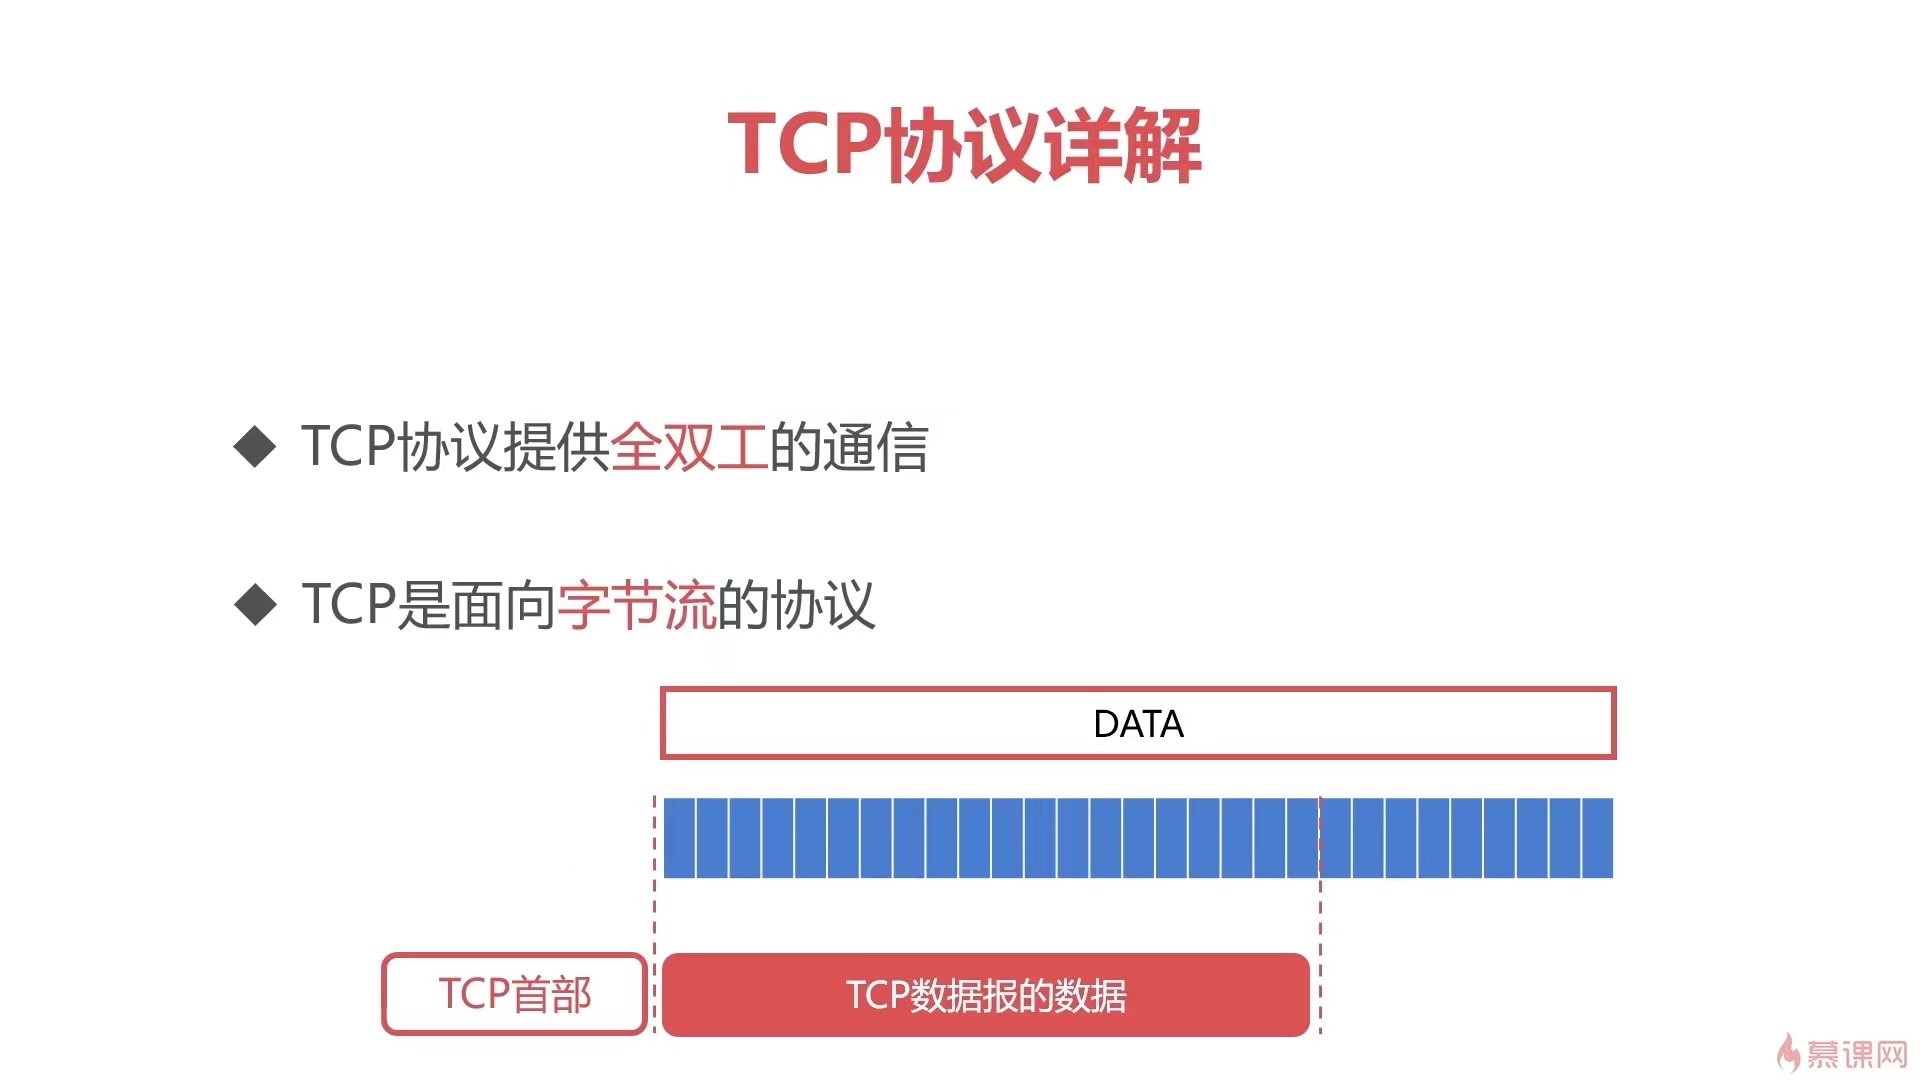 TCP协议详解
◆ TCP协议提供全双工的通信
◆ TCP是面向字节流的协议
DATA
TCP首部
TCP数据报的数据
慕课网